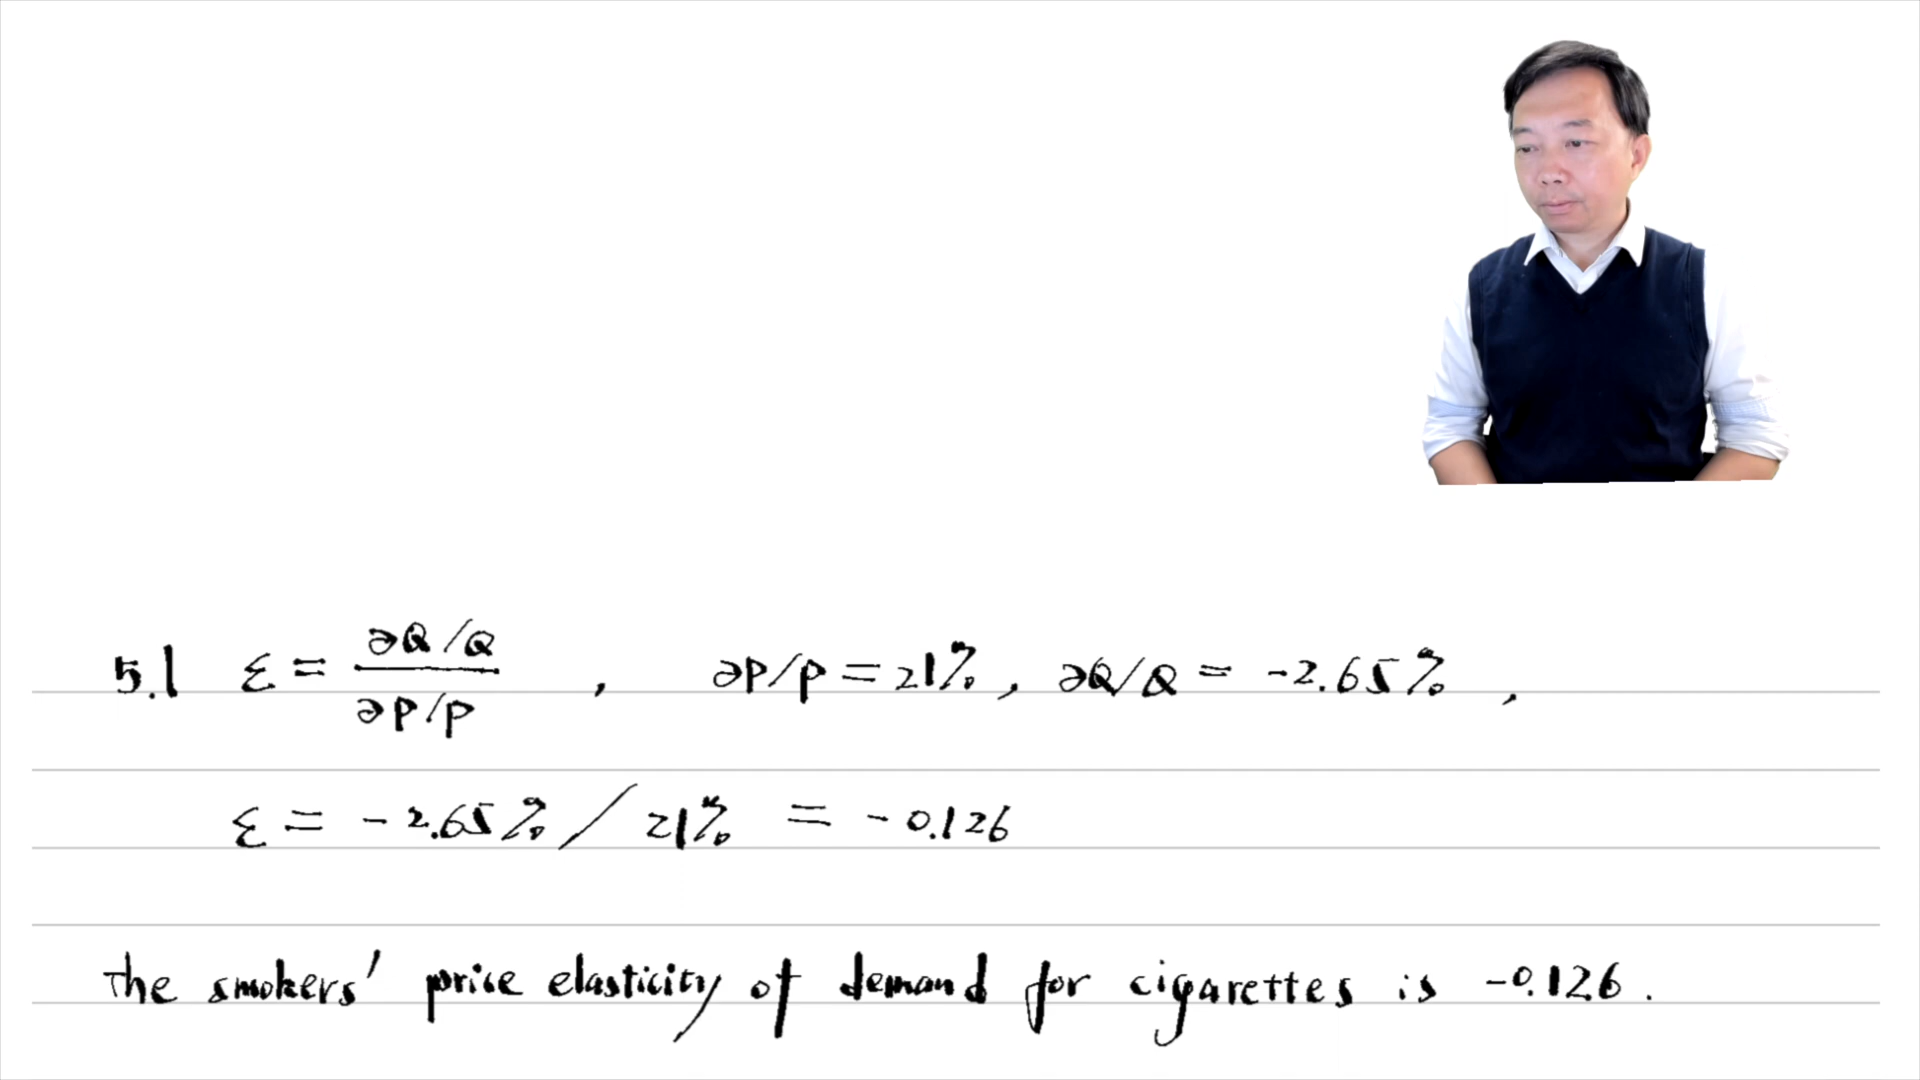 5.1 ε = ∂Q/Q / ∂P/P , ∂P/P = 21%, ∂Q/Q = -2.65% ,
ε = -2.65% / 21% = -0.126
the smokers' price elasticity of demand for cigarettes is -0.126.